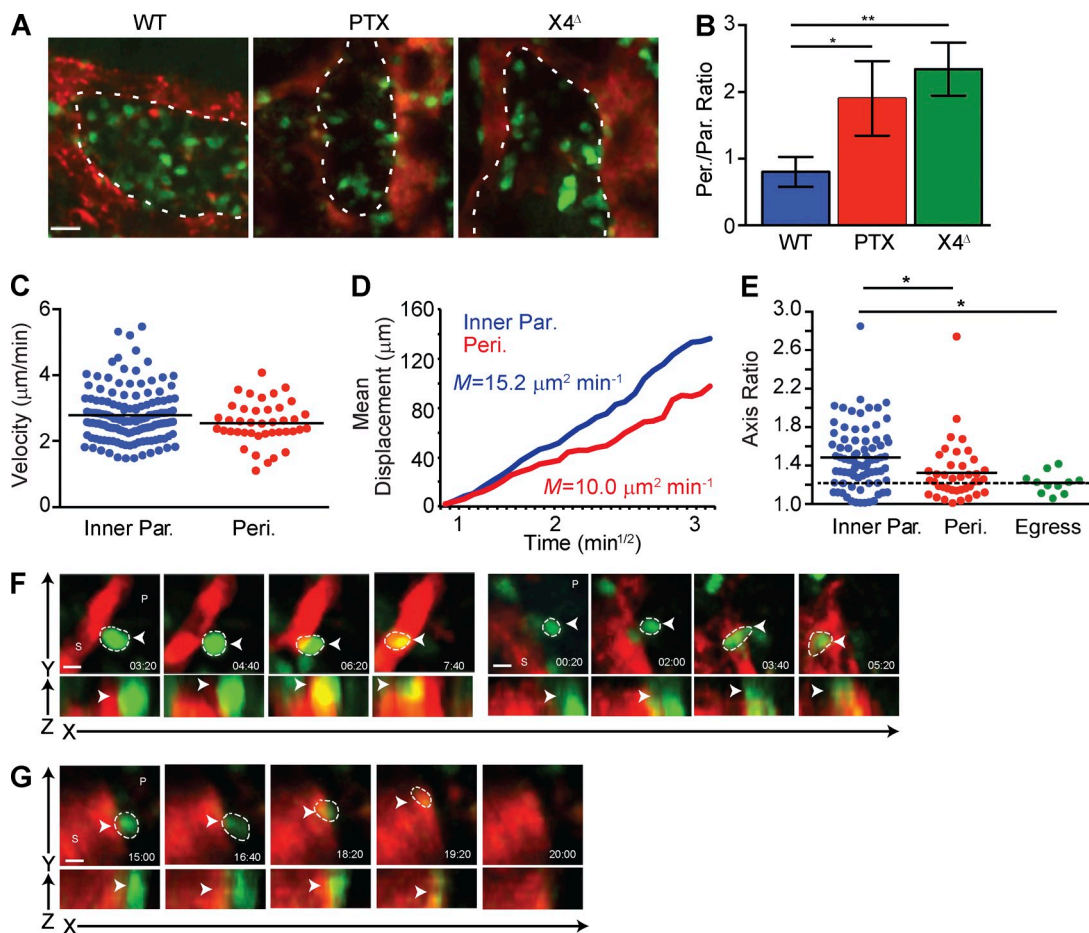 A
WT
PTX
X4Δ
B
Per./Par. Ratio
3
2
1
0
**
*
WT
PTX
X4Δ
C
Velocity (μm/min)
6
4
2
0
Inner Par.
Peri.
D
Mean
Displacement (μm)
160
120
80
40
0
Inner Par.
Peri.
M=15.2 μm² min⁻¹
M=10.0 μm² min⁻¹
1
2
3
Time (min¹/²)
E
Axis Ratio
3.0
2.6
2.2
1.8
1.4
1.0
*
*
Inner Par.
Peri.
Egress
F
Y
Z
X
P
S
03:20
04:40
06:20
7:40
P
S
00:20
02:00
03:40
05:20
G
Y
Z
X
P
S
15:00
16:40
18:20
19:20
20:00